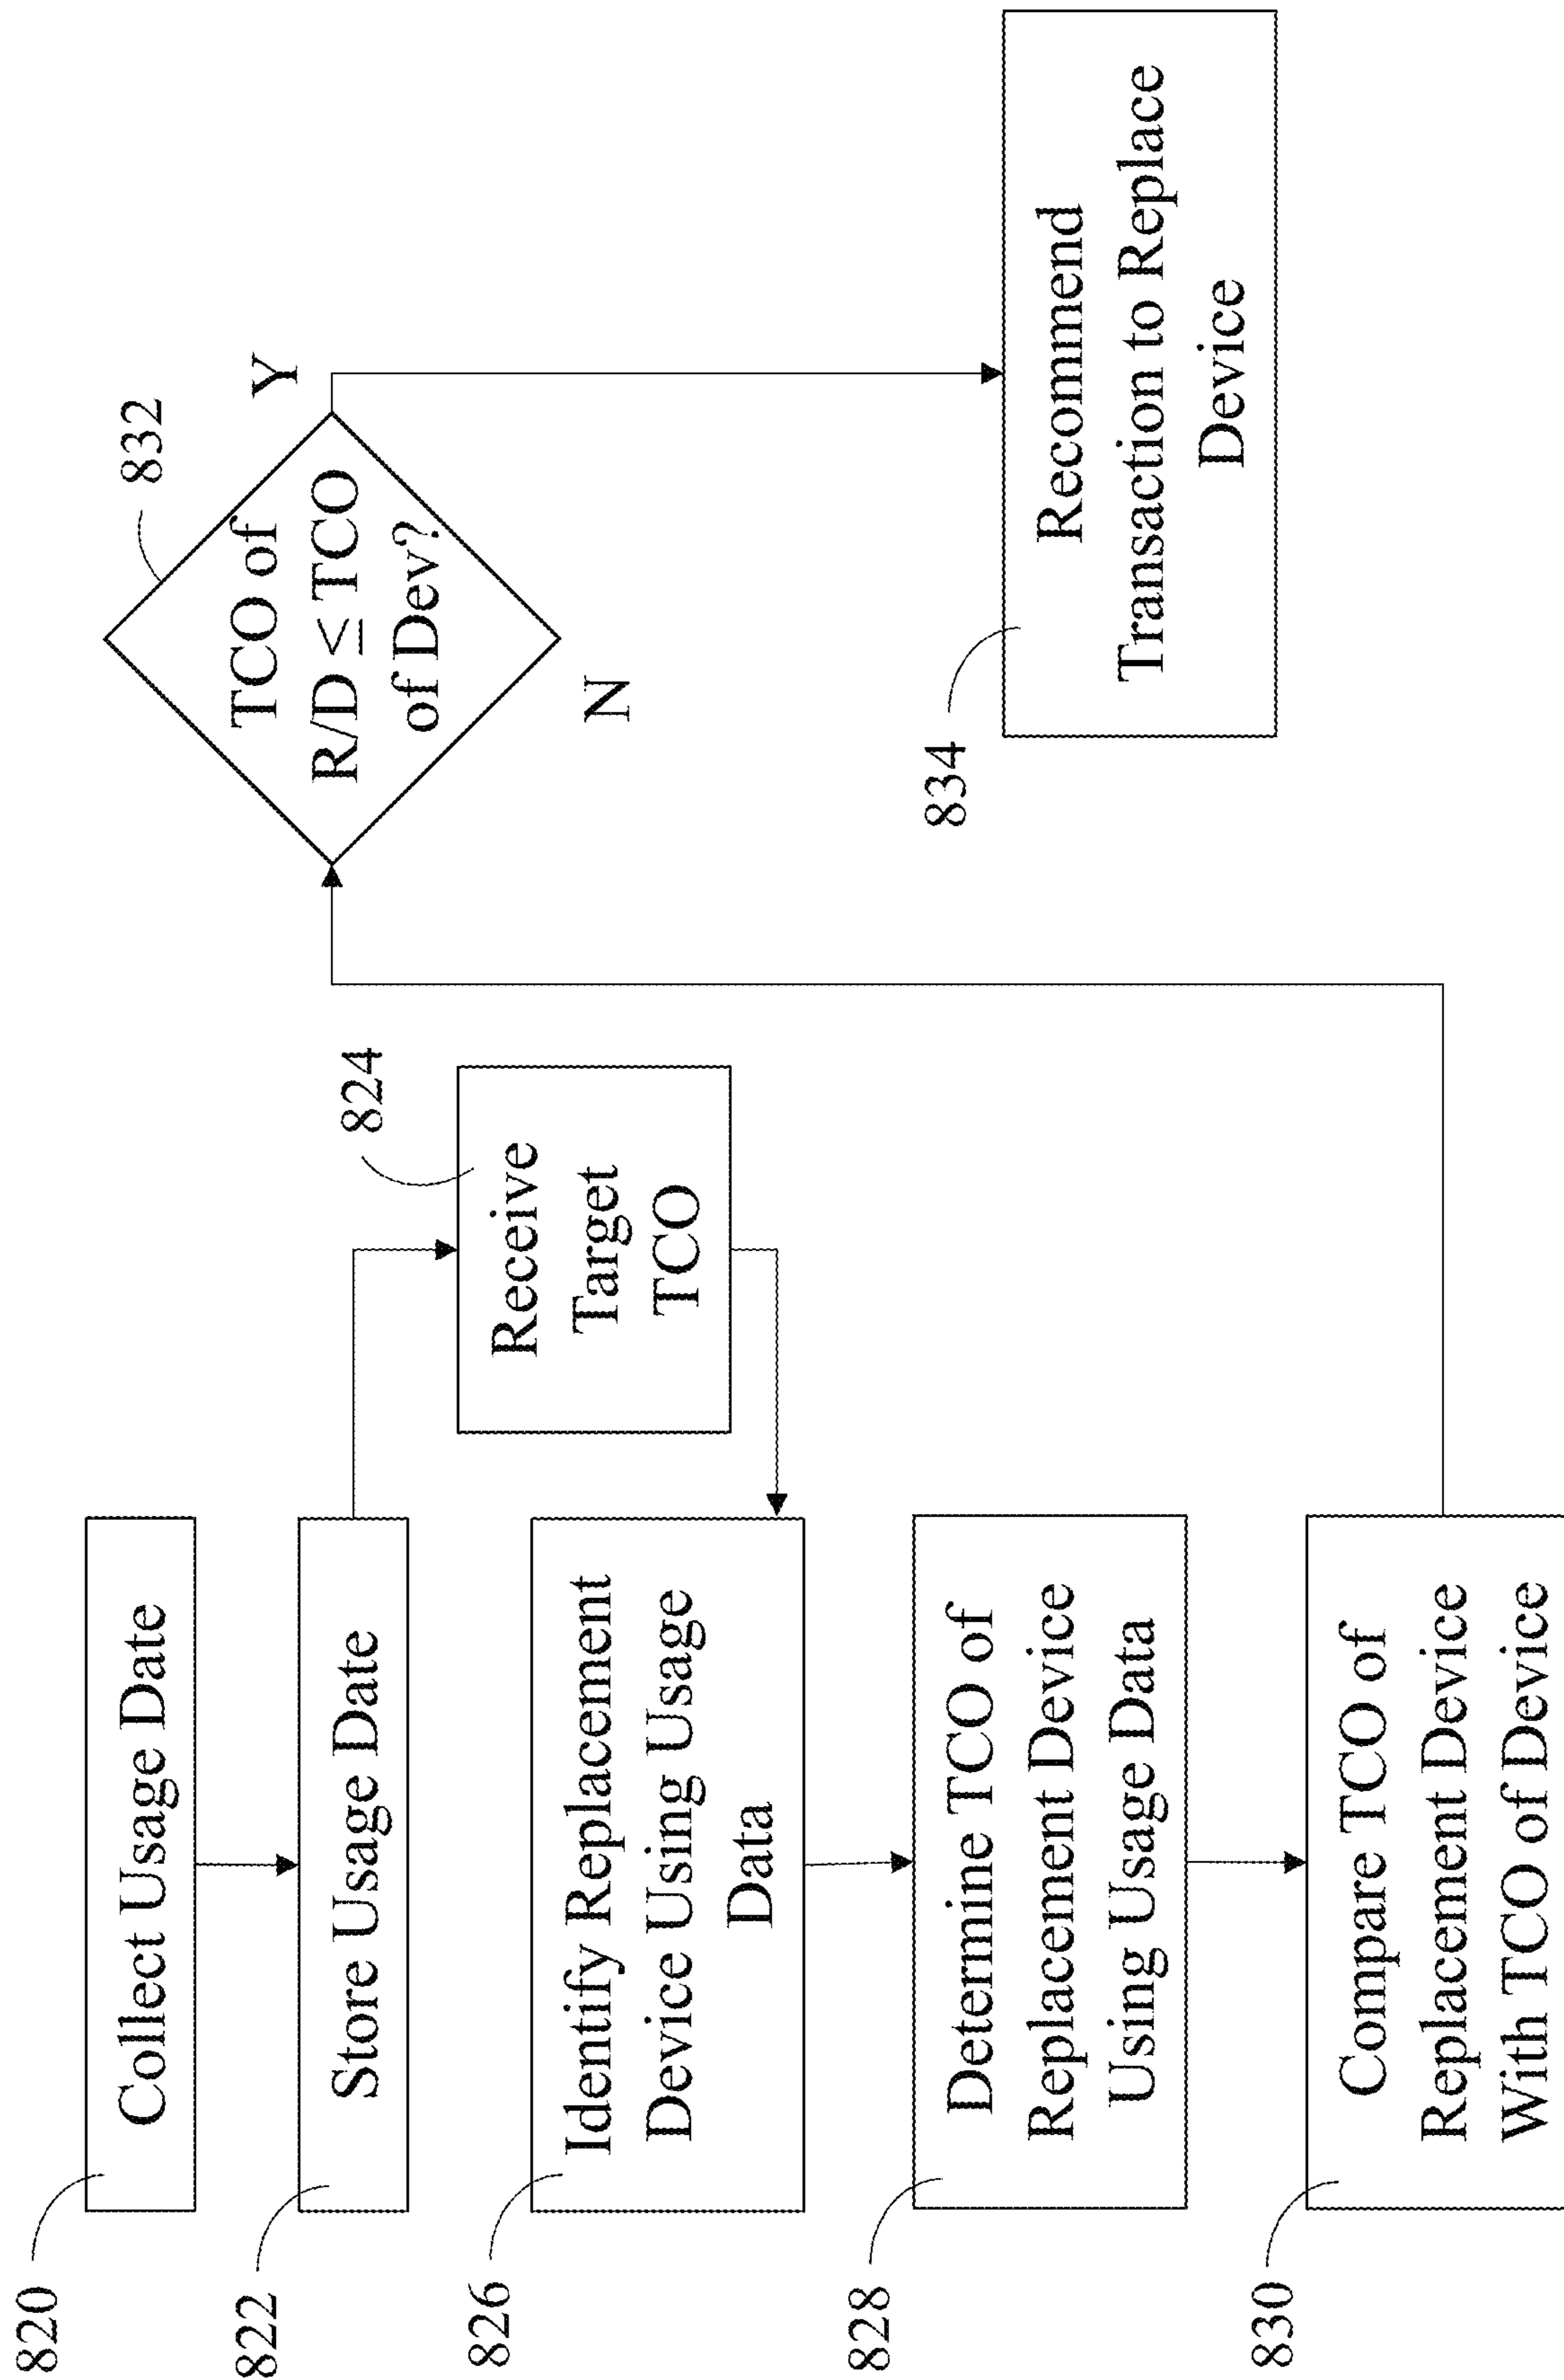 820
Collect Usage Date
822
Store Usage Date
824
Receive
Target
TCO
826
Identify Replacement
Device Using Usage
Data
828
Determine TCO of
Replacement Device
Using Usage Data
830
Compare TCO of
Replacement Device
With TCO of Device
832
TCO of
R/D ≤ TCO
of Dev?
Y
N
834
Recommend
Transaction to Replace
Device